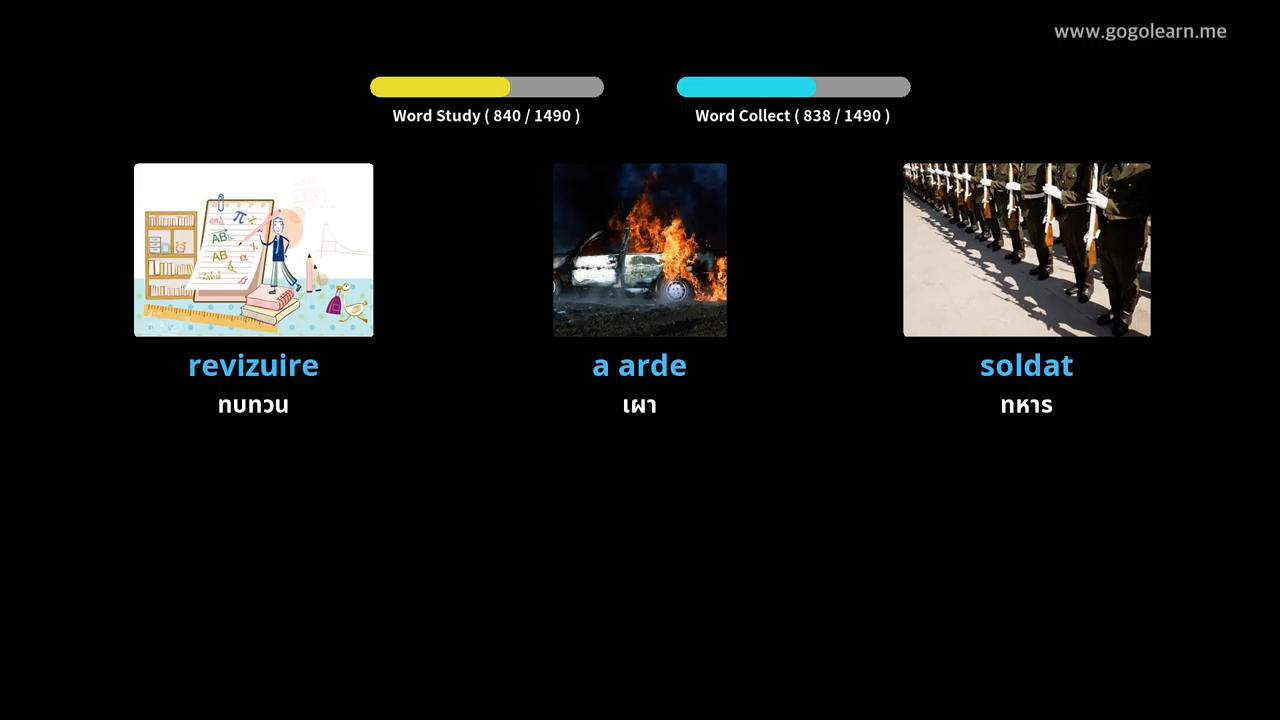 www.gogolearn.me
Word Study ( 840 / 1490 )
Word Collect ( 838 / 1490 )
revizuire
ทบทวน
a arde
เผา
soldat
ทหาร